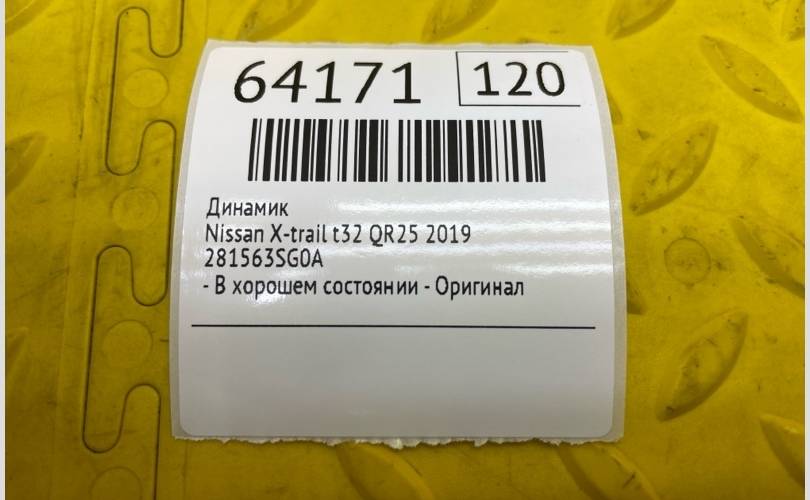 64171 120
Динамик
Nissan X-trail t32 QR25 2019
281563SG0A
- В хорошем состоянии - Оригинал